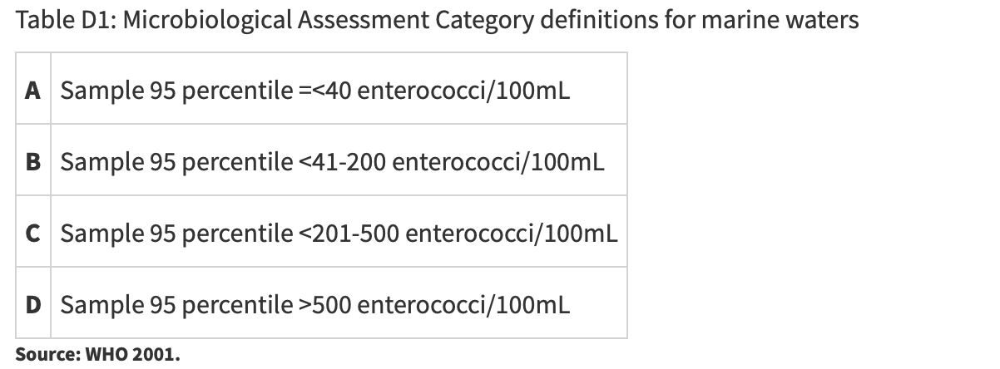 Table D1: Microbiological Assessment Category definitions for marine waters
A Sample 95 percentile =<40 enterococci/100mL
B Sample 95 percentile <41-200 enterococci/100mL
C Sample 95 percentile <201-500 enterococci/100mL
D Sample 95 percentile >500 enterococci/100mL
Source: WHO 2001.